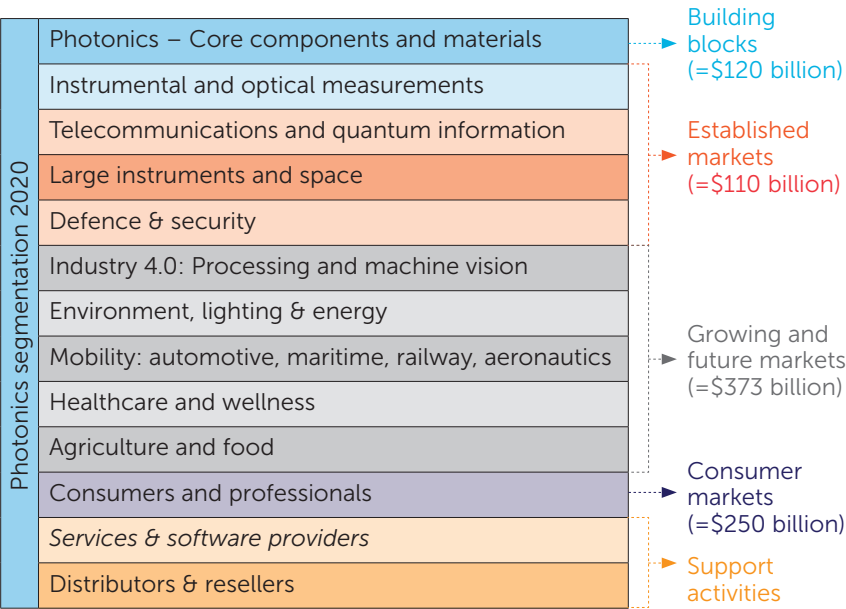 Photonics segmentation 2020
Photonics – Core components and materials
Instrumental and optical measurements
Telecommunications and quantum information
Large instruments and space
Defence & security
Industry 4.0: Processing and machine vision
Environment, lighting & energy
Mobility: automotive, maritime, railway, aeronautics
Healthcare and wellness
Agriculture and food
Consumers and professionals
Services & software providers
Distributors & resellers
Building
blocks
(=$120 billion)
Established
markets
(=$110 billion)
Growing and
future markets
(=$373 billion)
Consumer
markets
(=$250 billion)
Support
activities